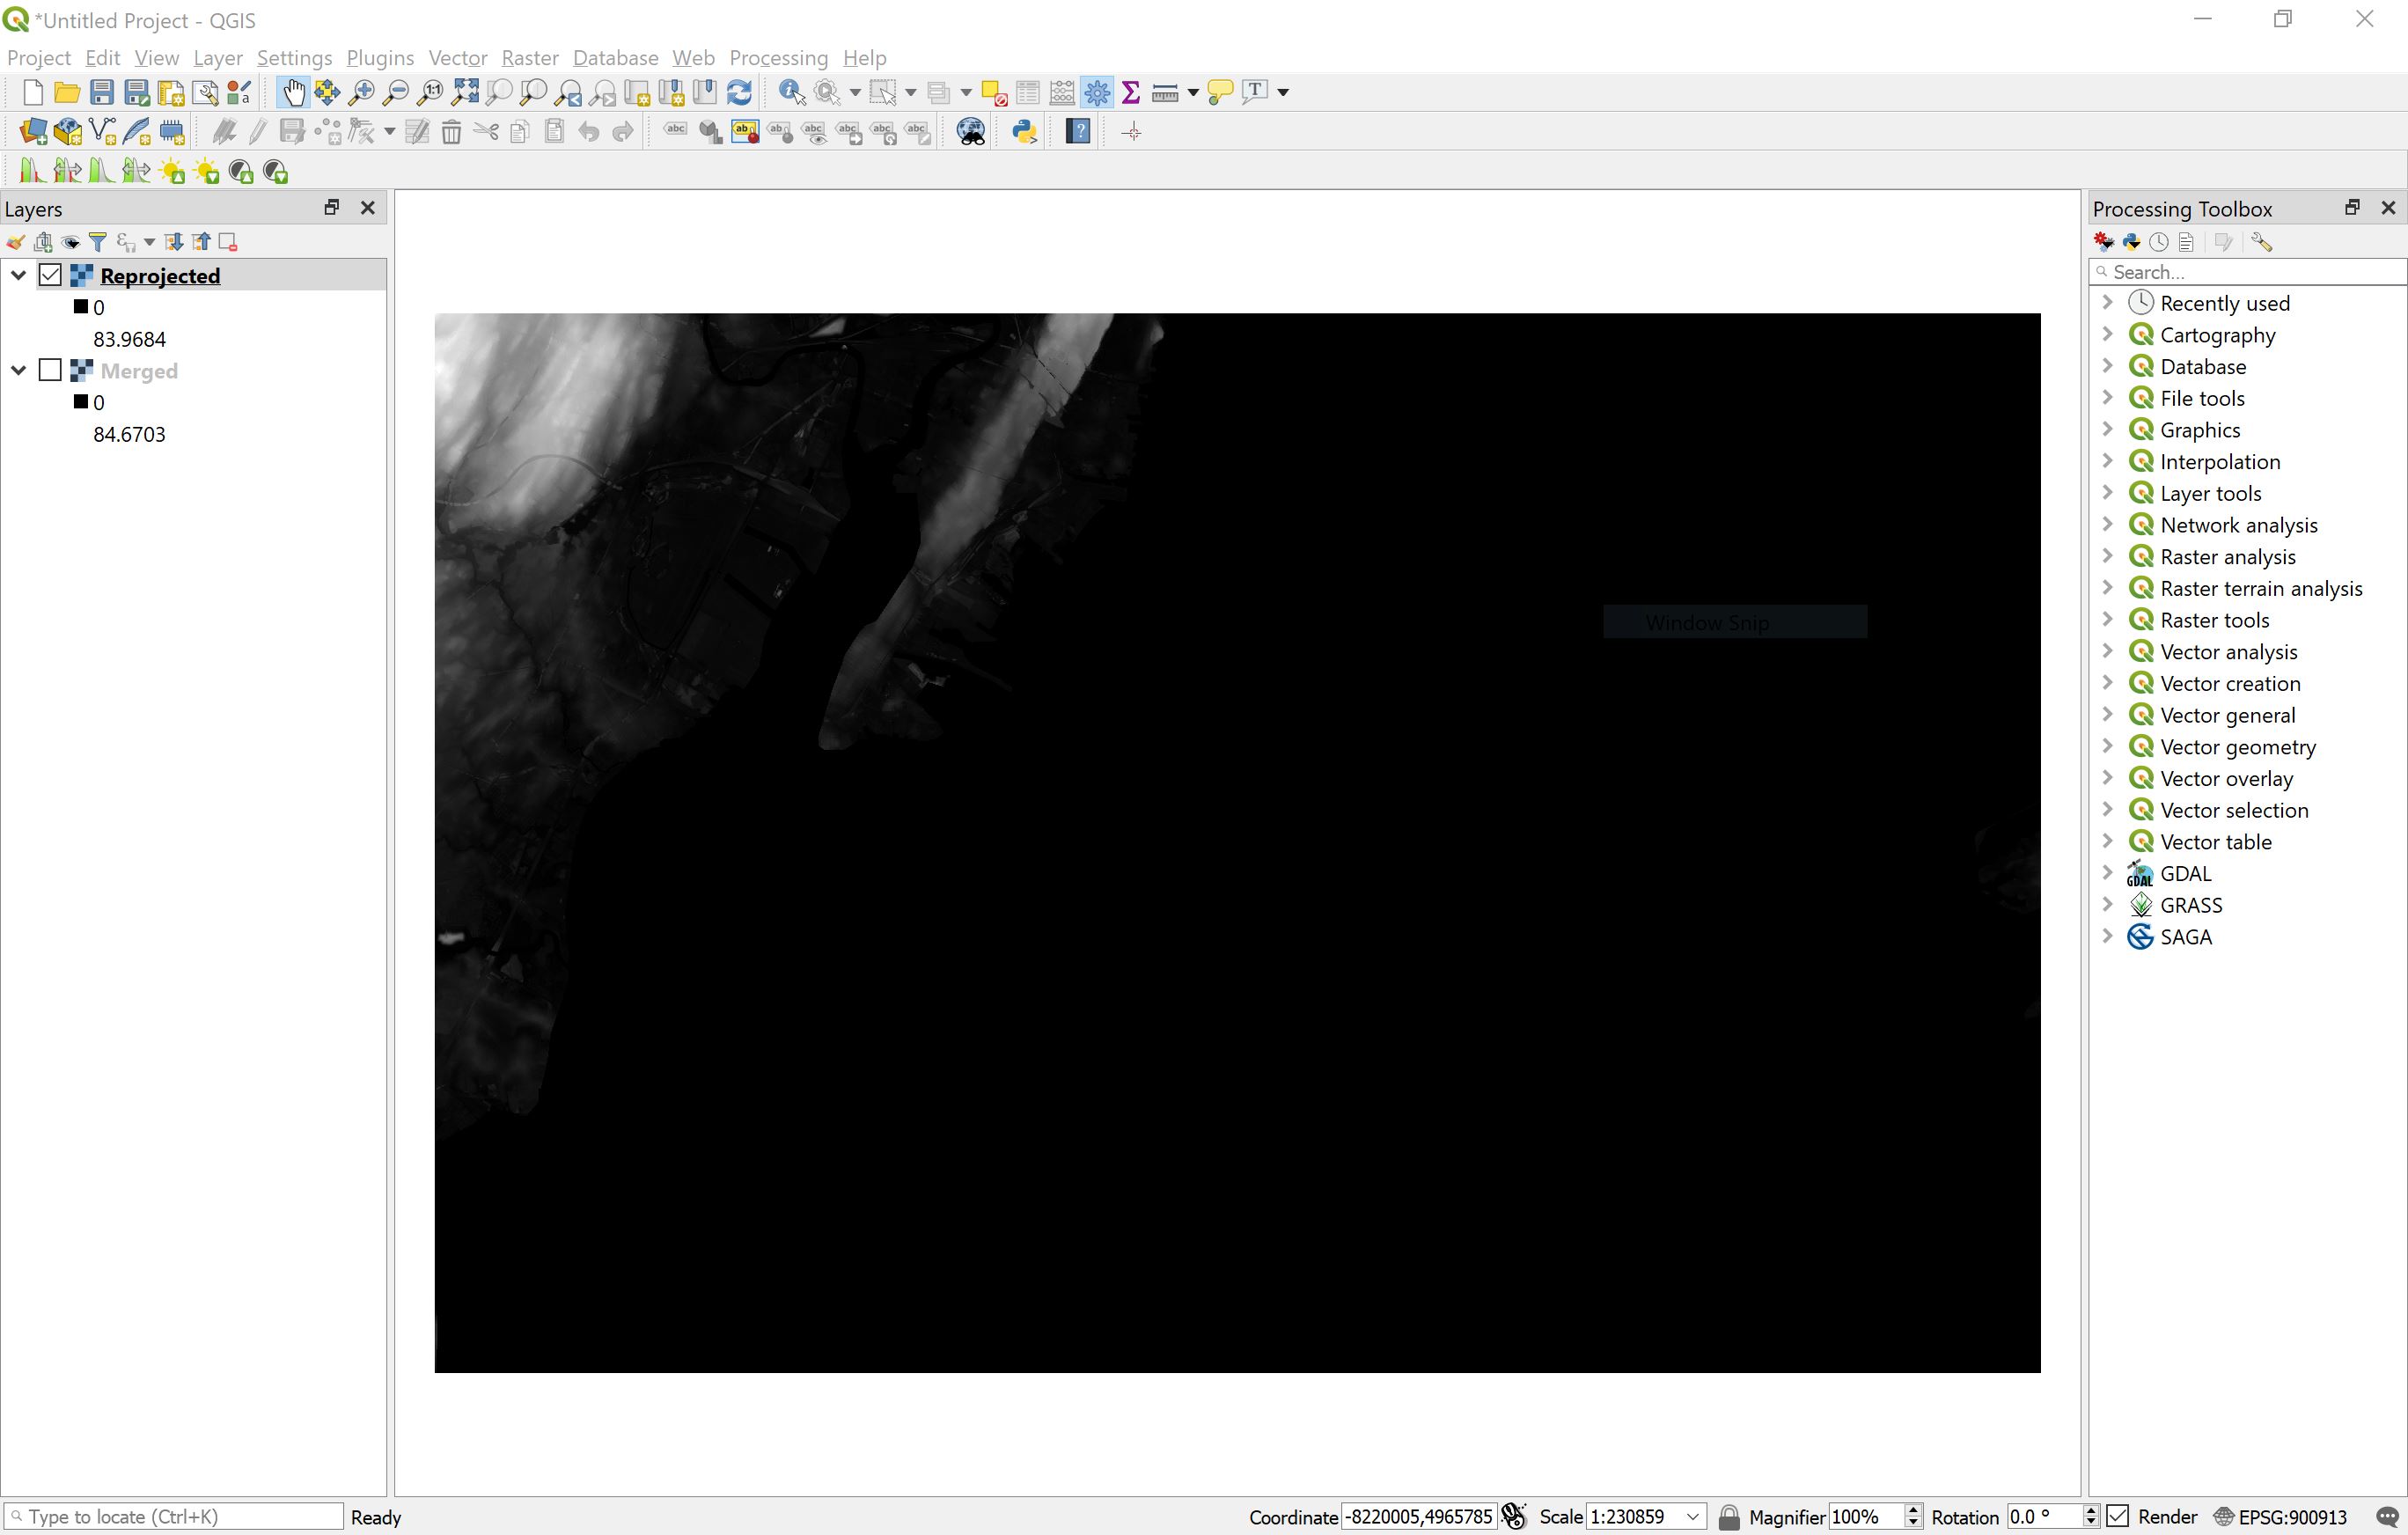 *Untitled Project - QGIS
Project Edit View Layer Settings Plugins Vector Raster Database Web Processing Help
Layers
Reprojected
0
83.9684
Merged
0
84.6703
Window Snip
Processing Toolbox
Search...
Recently used
Cartography
Database
File tools
Graphics
Interpolation
Layer tools
Network analysis
Raster analysis
Raster terrain analysis
Raster tools
Vector analysis
Vector creation
Vector general
Vector geometry
Vector overlay
Vector selection
Vector table
GDAL
GRASS
SAGA
Type to locate (Ctrl+K) Ready Coordinate -8220005,4965785 Scale 1:230859 Magnifier 100% Rotation 0.0 ° Render EPSG:900913